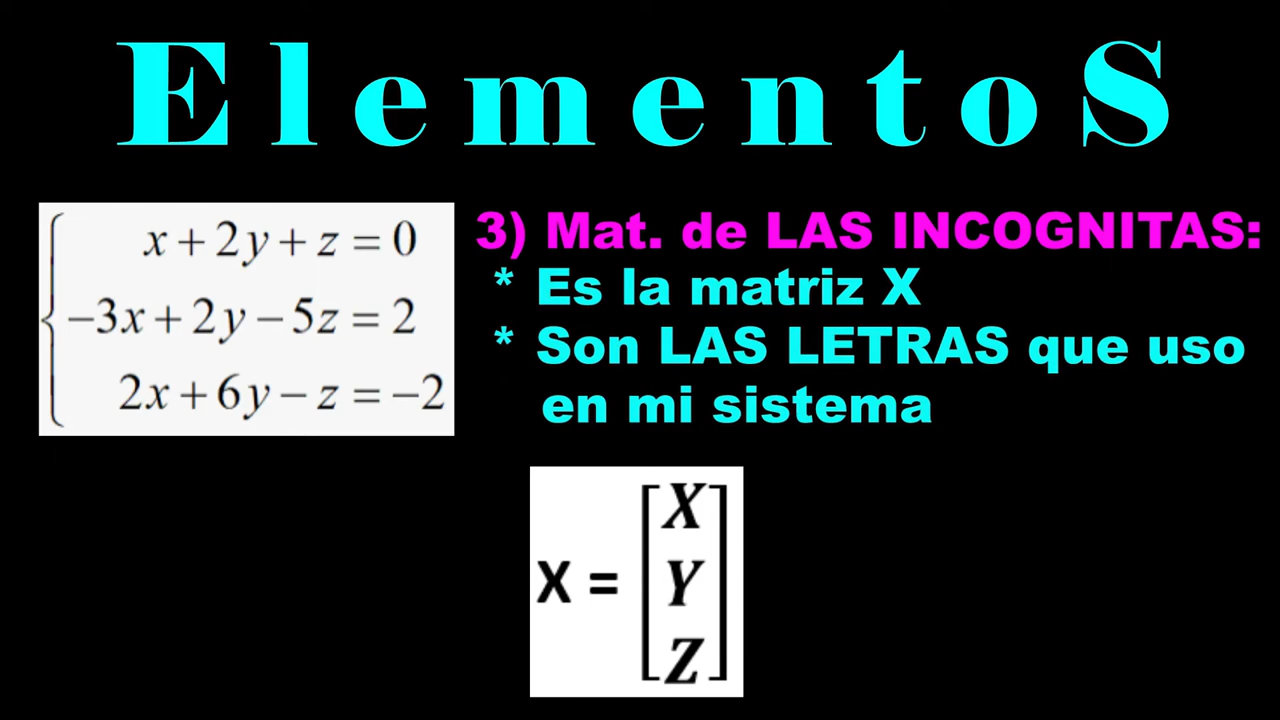 ElementoS
x + 2y + z = 0
−3x + 2y − 5z = 2
2x + 6y − z = −2
3) Mat. de LAS INCOGNITAS:
* Es la matriz X
* Son LAS LETRAS que uso
en mi sistema
X = [X
Y
Z]